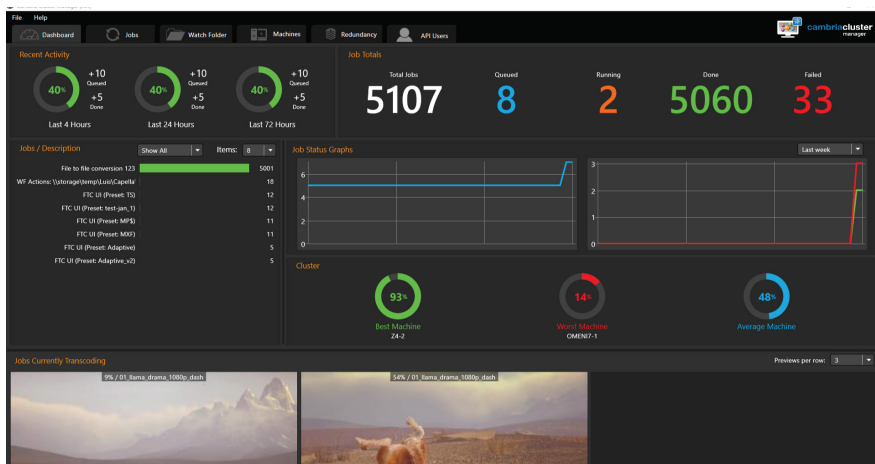 File Help
Dashboard Jobs Watch Folder Machines Redundancy API Users
cambriacluster
manager
Recent Activity
40%
+10
Queued
+5
Done
Last 4 Hours
40%
+10
Queued
+5
Done
Last 24 Hours
40%
+10
Queued
+5
Done
Last 72 Hours
Job Totals
Total Jobs
5107
Queued
8
Running
2
Done
5060
Failed
33
Jobs / Description Show All Items: 8
File to file conversion 123 5001
WF Actions: \\storage\temp\Luis\Capella' 18
FTC UI (Preset: TS) 12
FTC UI (Preset: test-jan_1) 12
FTC UI (Preset: MP$) 11
FTC UI (Preset: MXF) 11
FTC UI (Preset: Adaptive) 5
FTC UI (Preset: Adaptive_v2) 5
Job Status Graphs Last week
6
4
2
0
3
2
1
0
Cluster
93%
Best Machine
Z4-2
14%
Worst Machine
OMENI7-1
48%
Average Machine
Jobs Currently Transcoding Previews per row: 3
9% / 01_llama_drama_1080p_dash
54% / 01_llama_drama_1080p_dash